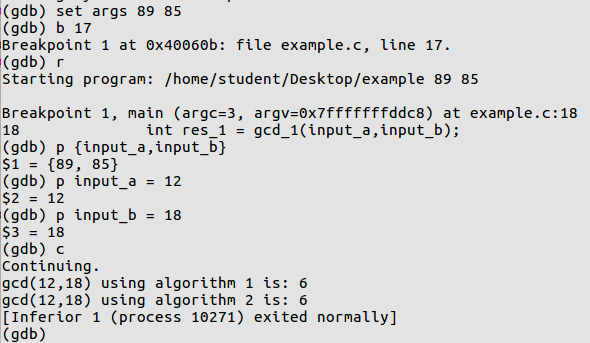 (gdb) set args 89 85
(gdb) b 17
Breakpoint 1 at 0x40060b: file example.c, line 17.
(gdb) r
Starting program: /home/student/Desktop/example 89 85

Breakpoint 1, main (argc=3, argv=0x7fffffffddc8) at example.c:18
18              int res_1 = gcd_1(input_a,input_b);
(gdb) p {input_a,input_b}
$1 = {89, 85}
(gdb) p input_a = 12
$2 = 12
(gdb) p input_b = 18
$3 = 18
(gdb) c
Continuing.
gcd(12,18) using algorithm 1 is: 6
gcd(12,18) using algorithm 2 is: 6
[Inferior 1 (process 10271) exited normally]
(gdb)